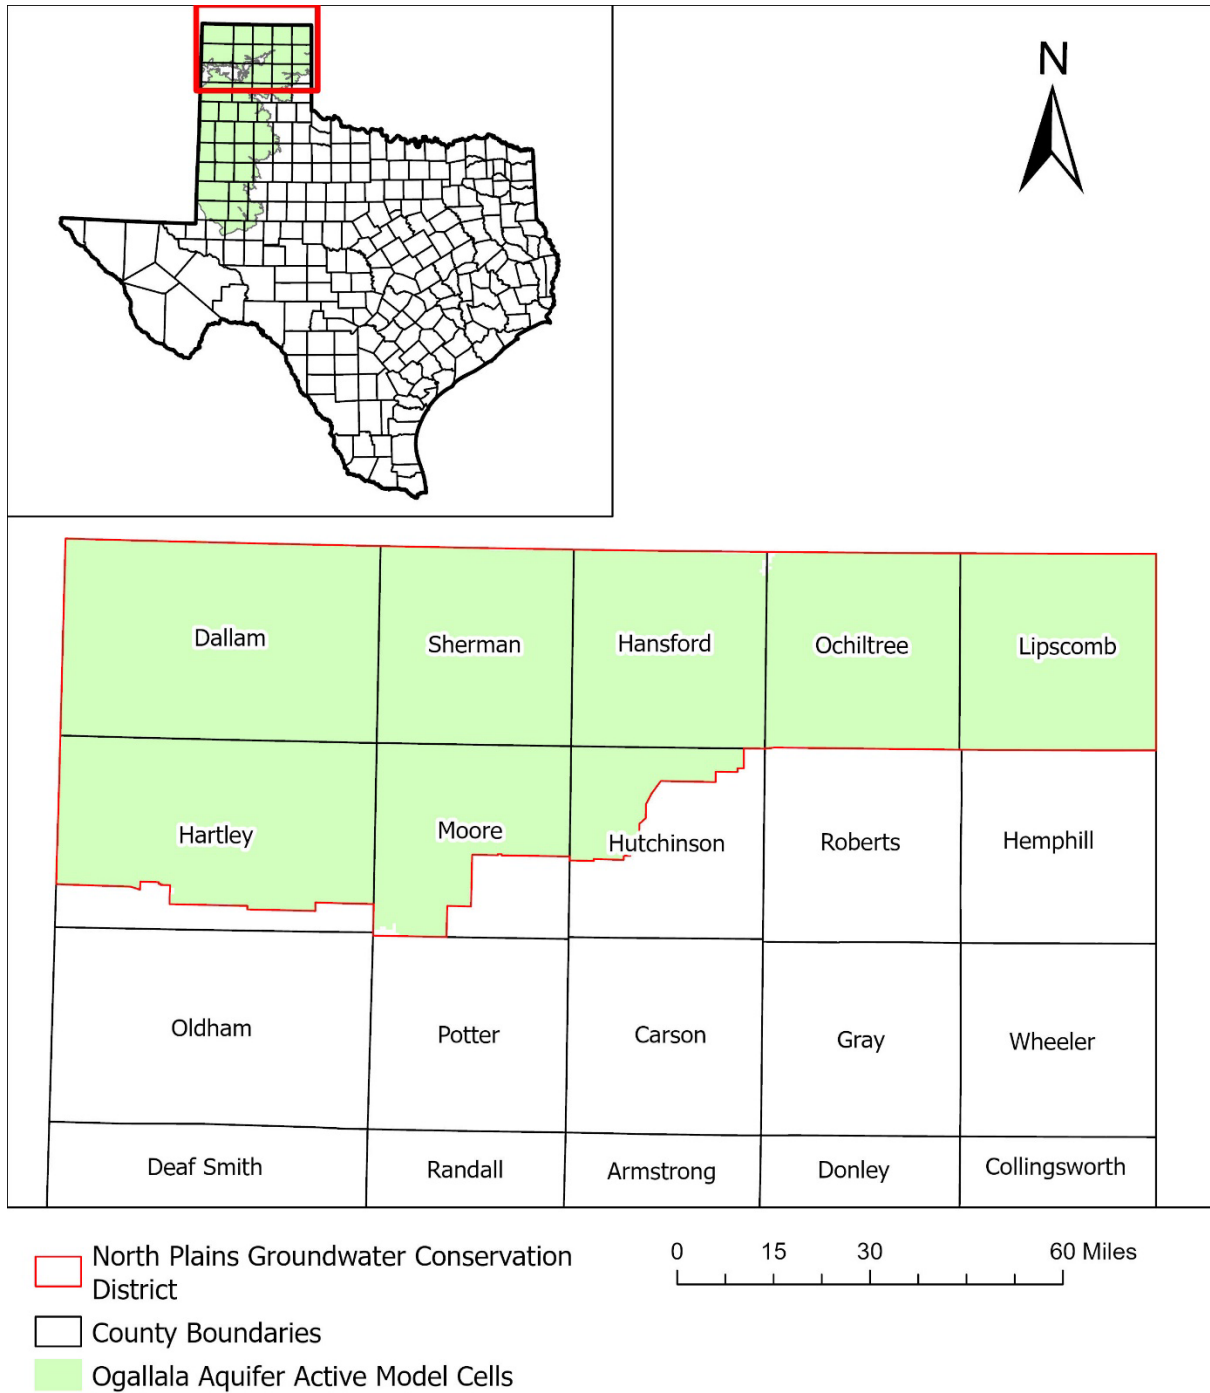 N
Dallam
Sherman
Hansford
Ochiltree
Lipscomb
Hartley
Moore
Hutchinson
Roberts
Hemphill
Oldham
Potter
Carson
Gray
Wheeler
Deaf Smith
Randall
Armstrong
Donley
Collingsworth
North Plains Groundwater Conservation
District
County Boundaries
Ogallala Aquifer Active Model Cells
0 15 30 60 Miles